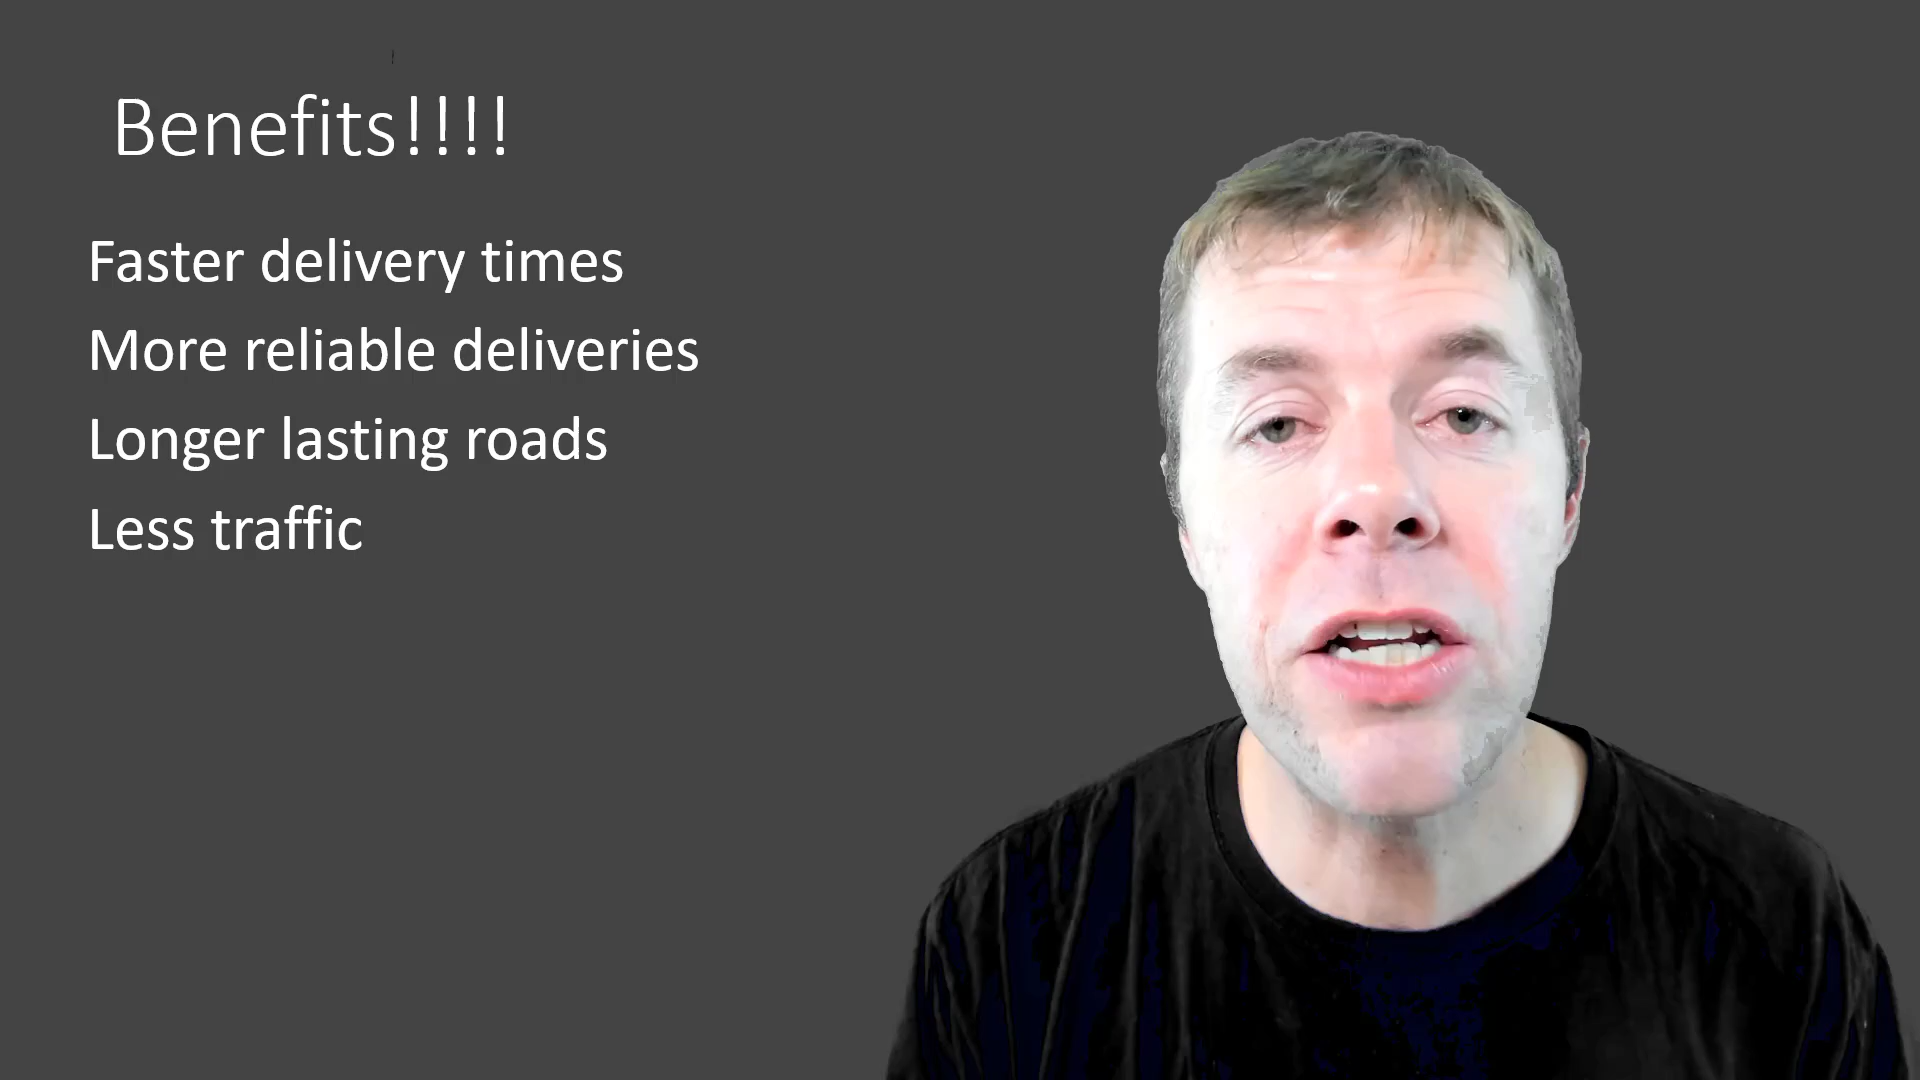 Benefits!!!!
Faster delivery times
More reliable deliveries
Longer lasting roads
Less traffic